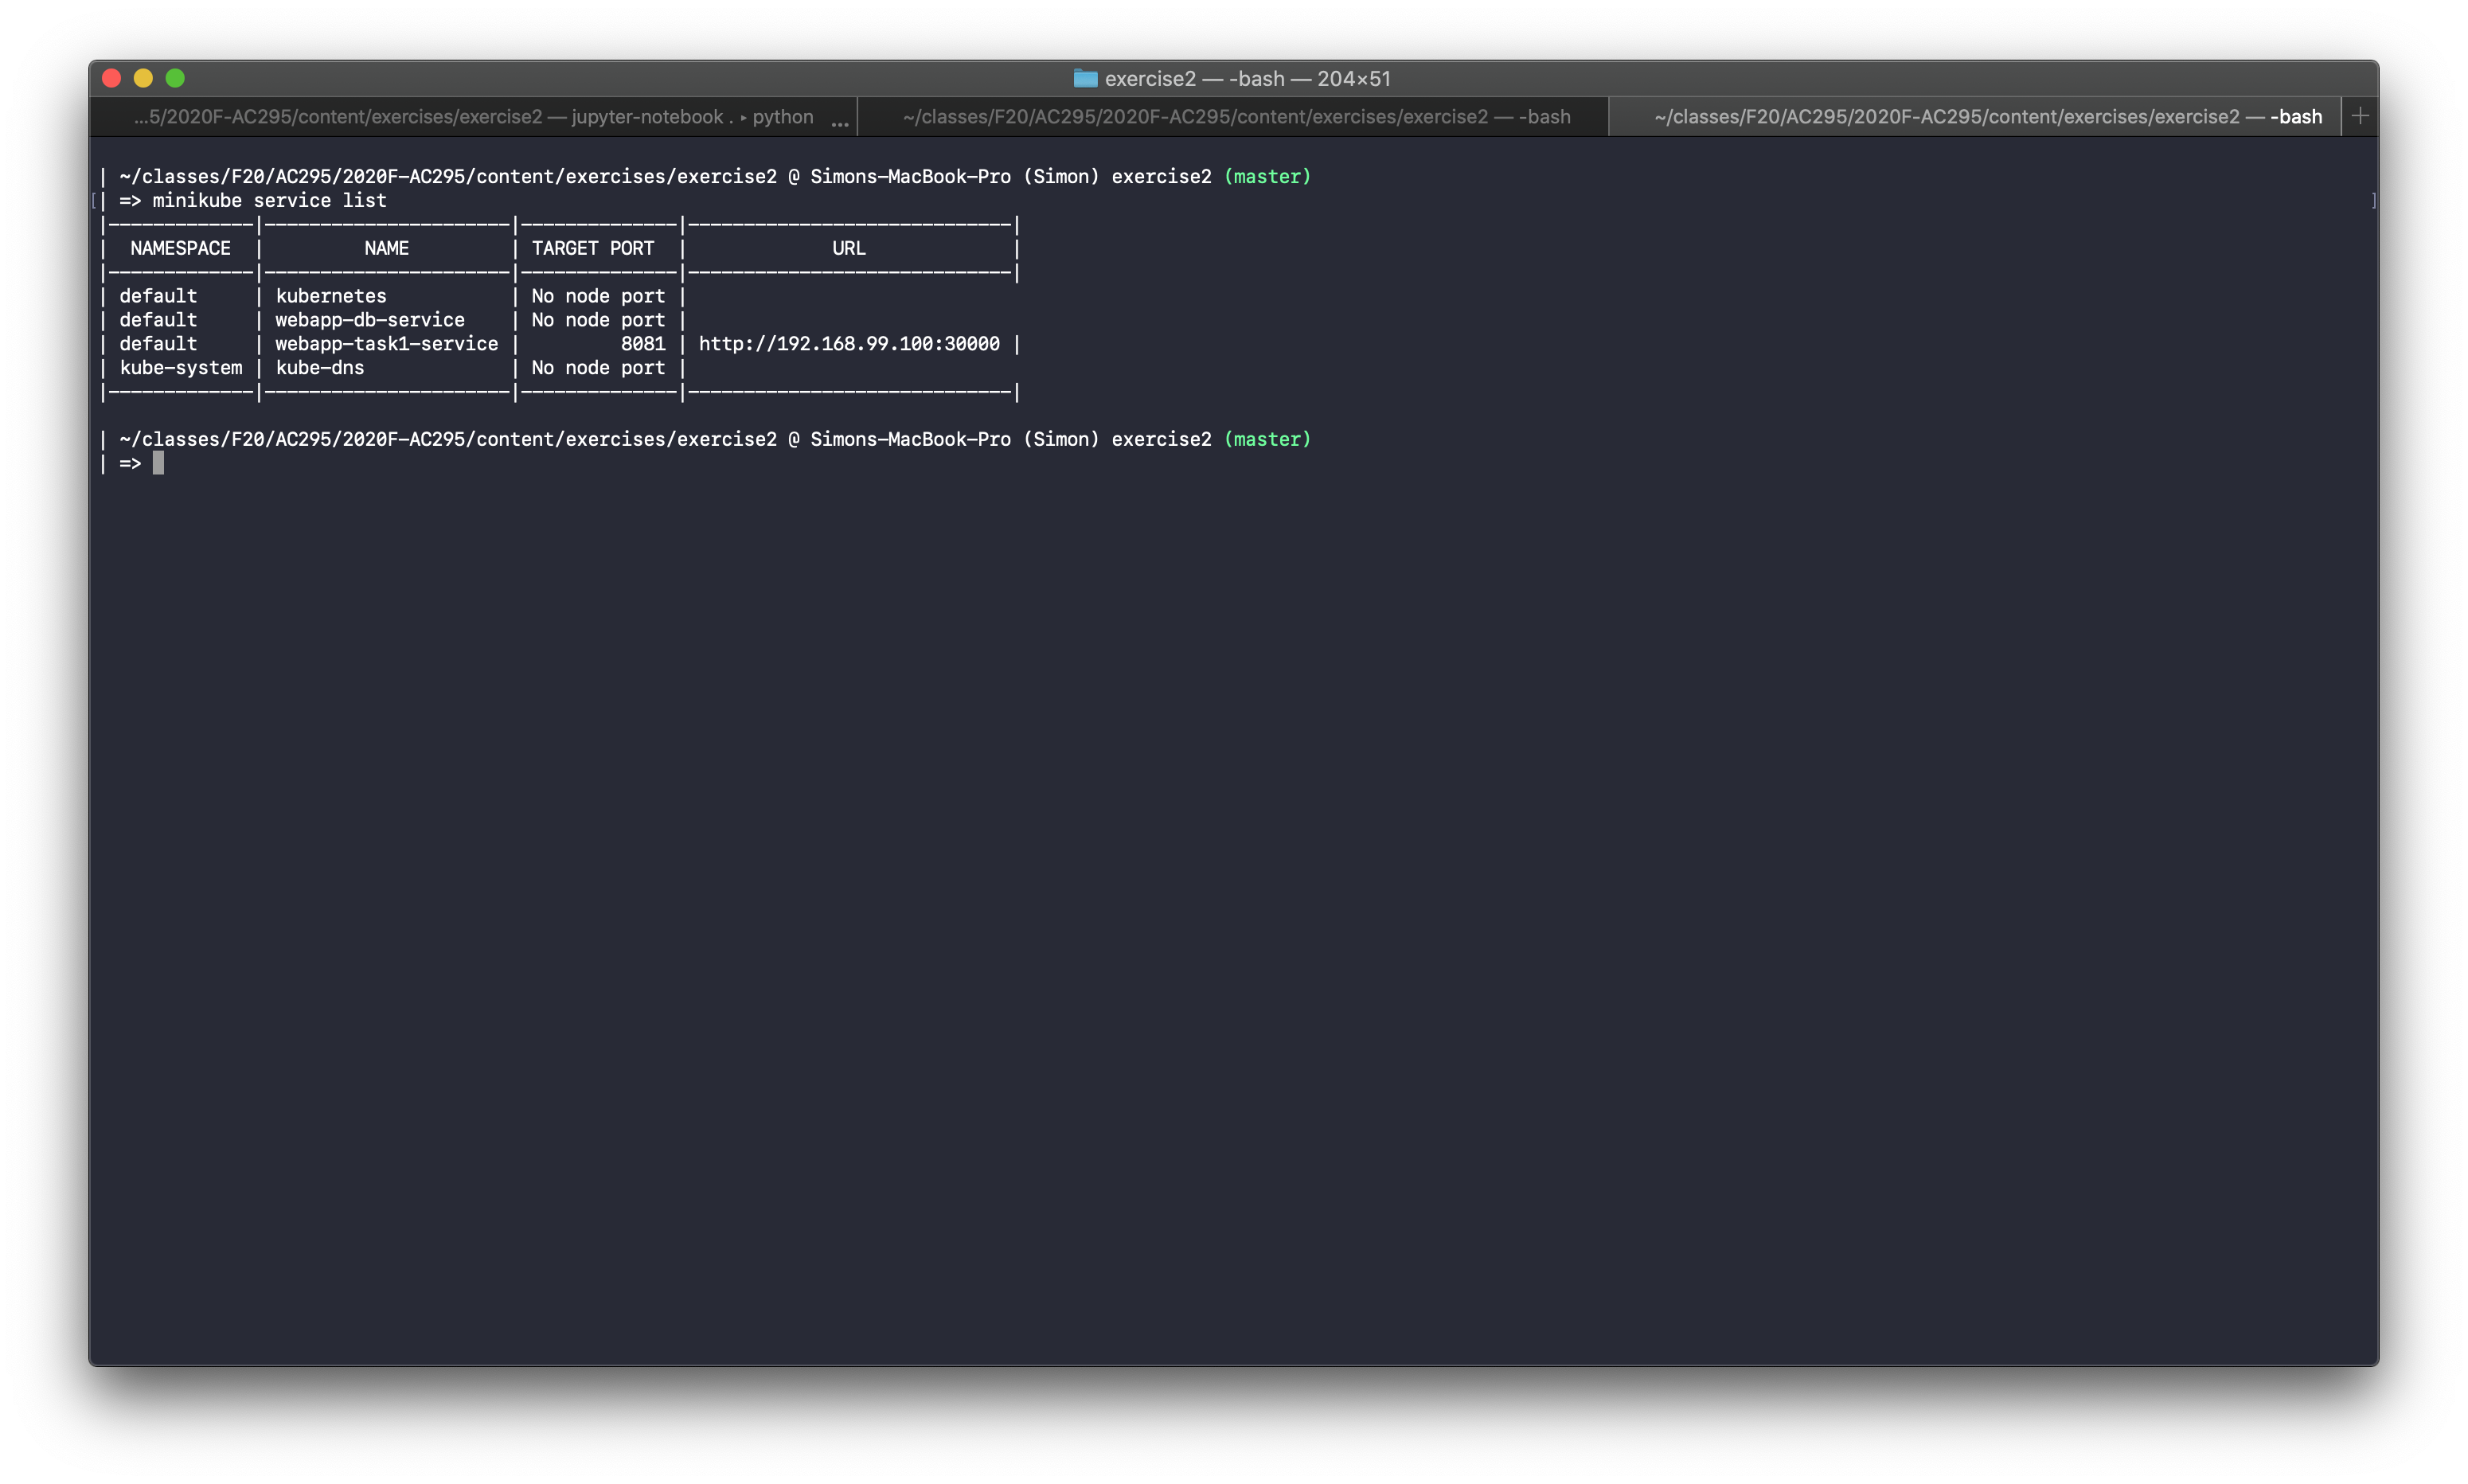 exercise2 — -bash — 204×51
...5/2020F-AC295/content/exercises/exercise2 — jupyter-notebook . ▸ python ... ~/classes/F20/AC295/2020F-AC295/content/exercises/exercise2 — -bash ~/classes/F20/AC295/2020F-AC295/content/exercises/exercise2 — -bash +
| ~/classes/F20/AC295/2020F-AC295/content/exercises/exercise2 @ Simons-MacBook-Pro (Simon) exercise2 (master)
[| => minikube service list ]
|-------------|----------------------|--------------|-----------------------------|
|  NAMESPACE  |         NAME         | TARGET PORT  |             URL             |
|-------------|----------------------|--------------|-----------------------------|
| default     | kubernetes           | No node port |
| default     | webapp-db-service    | No node port |
| default     | webapp-task1-service |         8081 | http://192.168.99.100:30000 |
| kube-system | kube-dns             | No node port |
|-------------|----------------------|--------------|-----------------------------|
| ~/classes/F20/AC295/2020F-AC295/content/exercises/exercise2 @ Simons-MacBook-Pro (Simon) exercise2 (master)
| =>